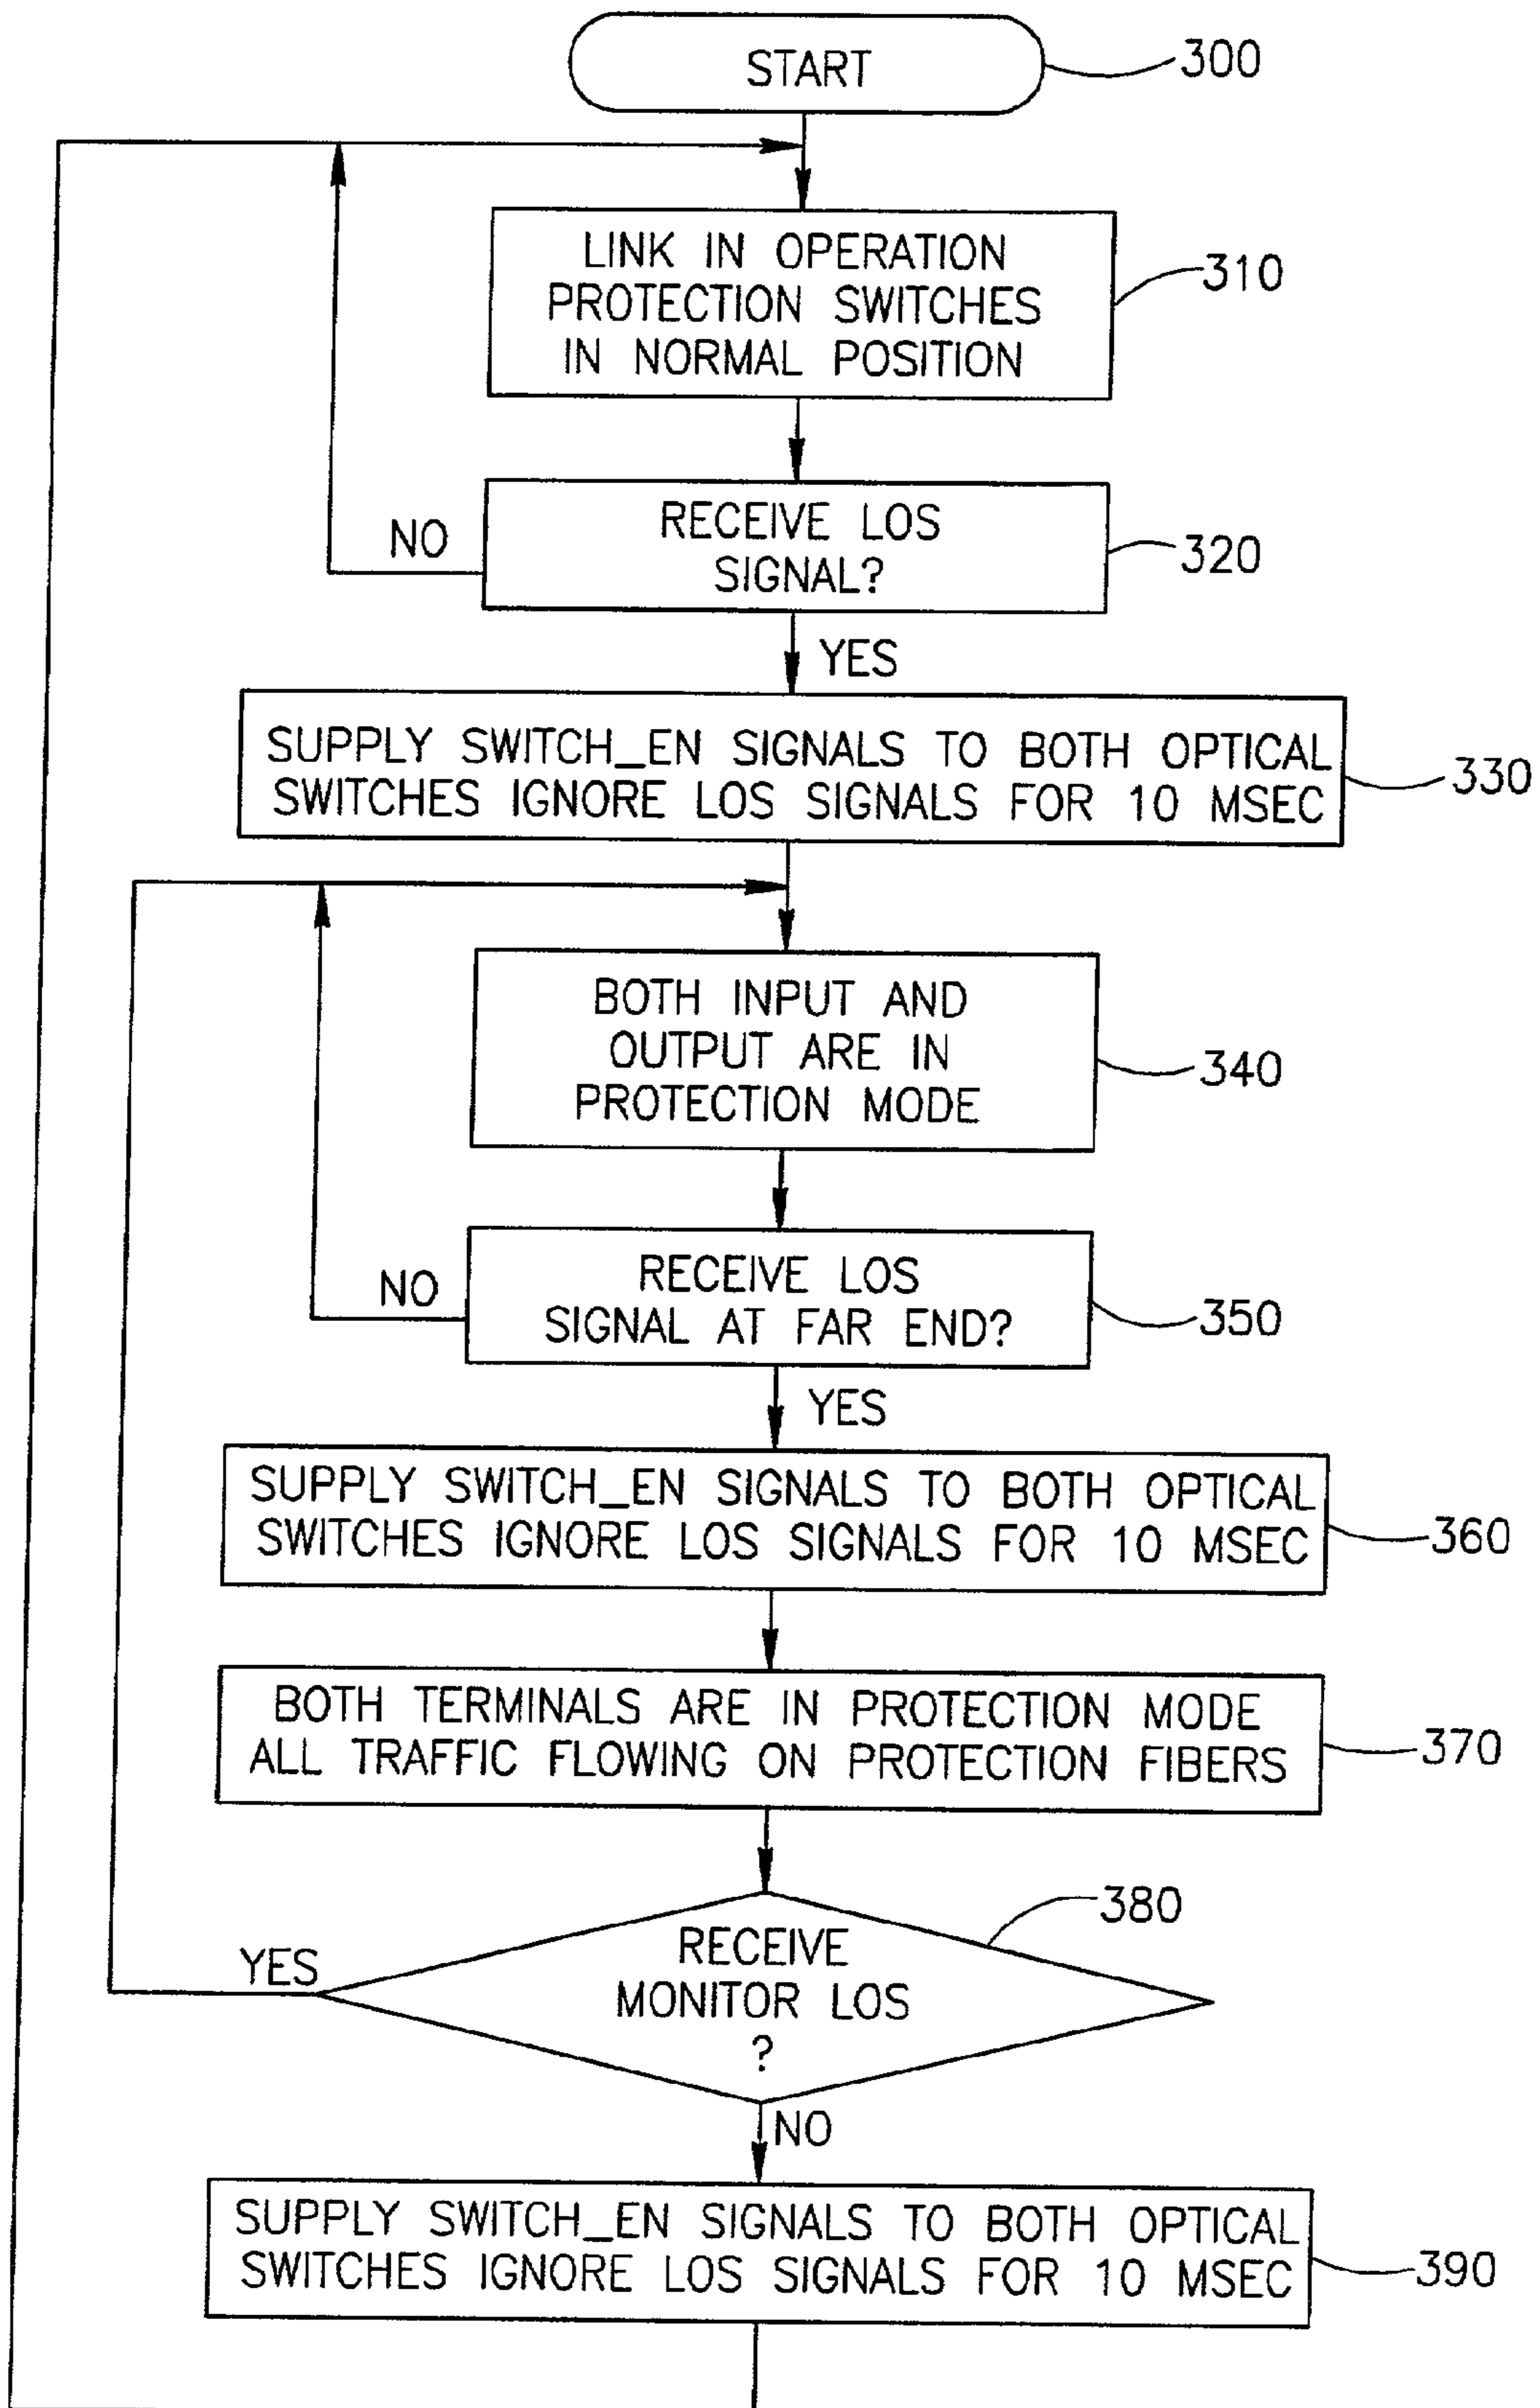 START
300
LINK IN OPERATION
PROTECTION SWITCHES
IN NORMAL POSITION
310
RECEIVE LOS
SIGNAL?
320
NO
YES
SUPPLY SWITCH_EN SIGNALS TO BOTH OPTICAL
SWITCHES IGNORE LOS SIGNALS FOR 10 MSEC
330
BOTH INPUT AND
OUTPUT ARE IN
PROTECTION MODE
340
RECEIVE LOS
SIGNAL AT FAR END?
350
NO
YES
SUPPLY SWITCH_EN SIGNALS TO BOTH OPTICAL
SWITCHES IGNORE LOS SIGNALS FOR 10 MSEC
360
BOTH TERMINALS ARE IN PROTECTION MODE
ALL TRAFFIC FLOWING ON PROTECTION FIBERS
370
RECEIVE
MONITOR LOS
?
380
YES
NO
SUPPLY SWITCH_EN SIGNALS TO BOTH OPTICAL
SWITCHES IGNORE LOS SIGNALS FOR 10 MSEC
390